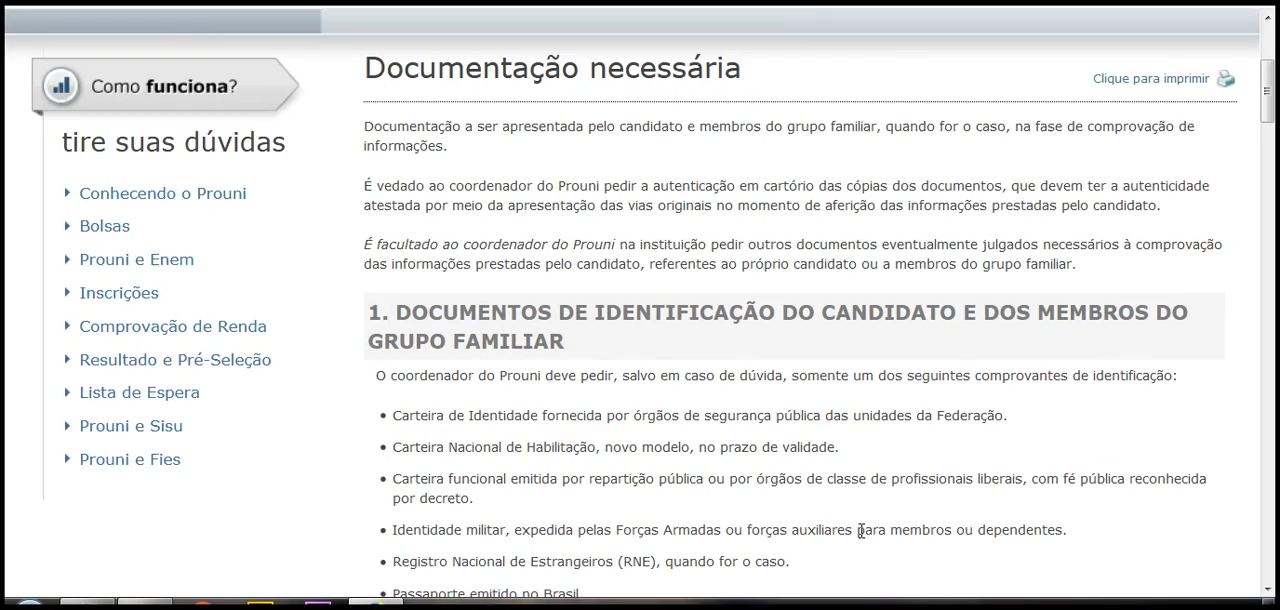 Como funciona?
tire suas dúvidas
Conhecendo o Prouni
Bolsas
Prouni e Enem
Inscrições
Comprovação de Renda
Resultado e Pré-Seleção
Lista de Espera
Prouni e Sisu
Prouni e Fies
Documentação necessária
Clique para imprimir
Documentação a ser apresentada pelo candidato e membros do grupo familiar, quando for o caso, na fase de comprovação de
informações.
É vedado ao coordenador do Prouni pedir a autenticação em cartório das cópias dos documentos, que devem ter a autenticidade
atestada por meio da apresentação das vias originais no momento de aferição das informações prestadas pelo candidato.
É facultado ao coordenador do Prouni na instituição pedir outros documentos eventualmente julgados necessários à comprovação
das informações prestadas pelo candidato, referentes ao próprio candidato ou a membros do grupo familiar.
1. DOCUMENTOS DE IDENTIFICAÇÃO DO CANDIDATO E DOS MEMBROS DO
GRUPO FAMILIAR
O coordenador do Prouni deve pedir, salvo em caso de dúvida, somente um dos seguintes comprovantes de identificação:
• Carteira de Identidade fornecida por órgãos de segurança pública das unidades da Federação.
• Carteira Nacional de Habilitação, novo modelo, no prazo de validade.
• Carteira funcional emitida por repartição pública ou por órgãos de classe de profissionais liberais, com fé pública reconhecida
por decreto.
• Identidade militar, expedida pelas Forças Armadas ou forças auxiliares para membros ou dependentes.
• Registro Nacional de Estrangeiros (RNE), quando for o caso.
• Passaporte emitido no Brasil